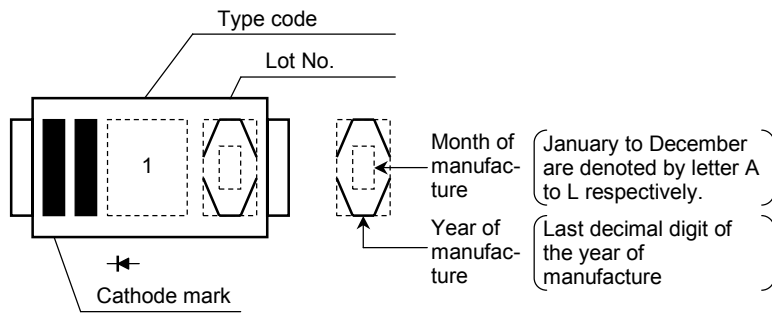 Type code
Lot No.
1
Month of
manufac-
ture
January to December
are denoted by letter A
to L respectively.
Year of
manufac-
ture
Last decimal digit of
the year of
manufacture
Cathode mark